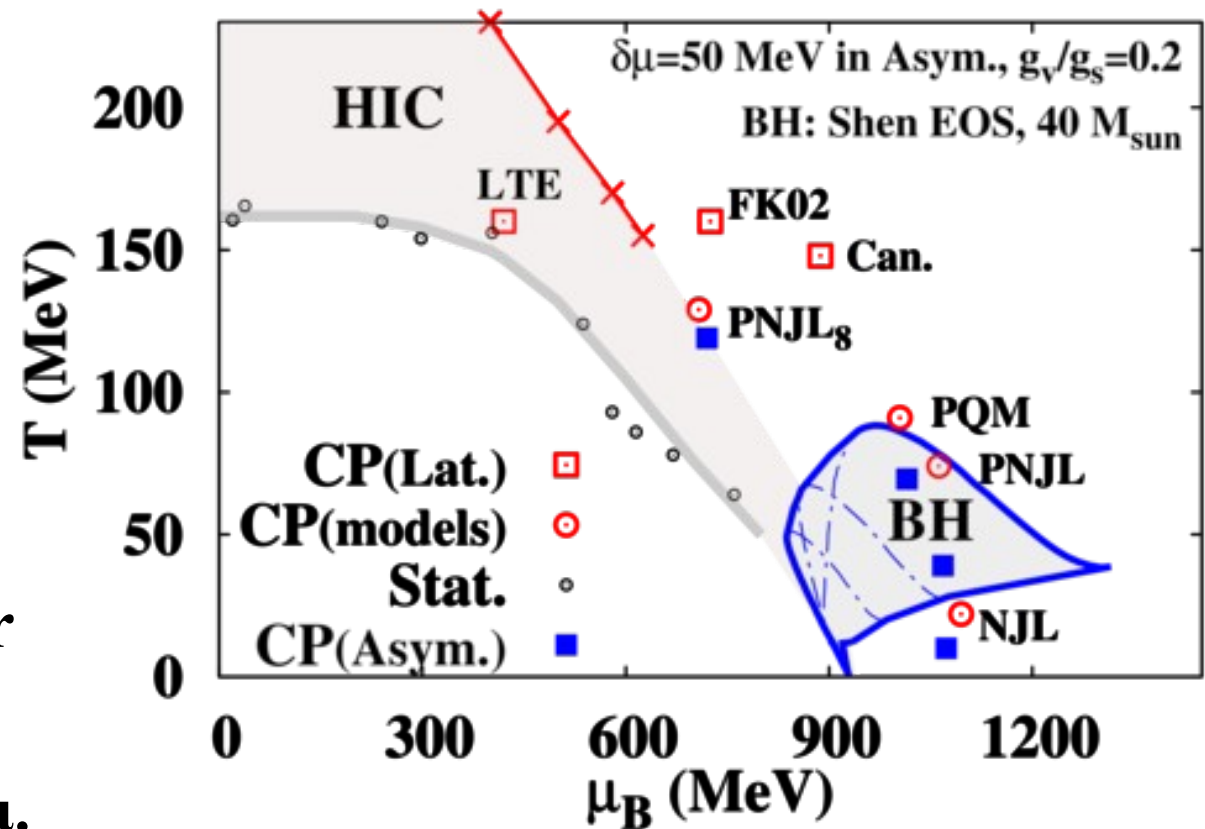 δμ=50 MeV in Asym., g_v/g_s=0.2
200
HIC
BH: Shen EOS, 40 M_sun
LTE
FK02
150
Can.
T (MeV)
PNJL_8
100
PQM
CP(Lat.)
PNJL
CP(models)
BH
50
Stat.
NJL
CP(Asym.)
0
0 300 600 900 1200
μ_B (MeV)